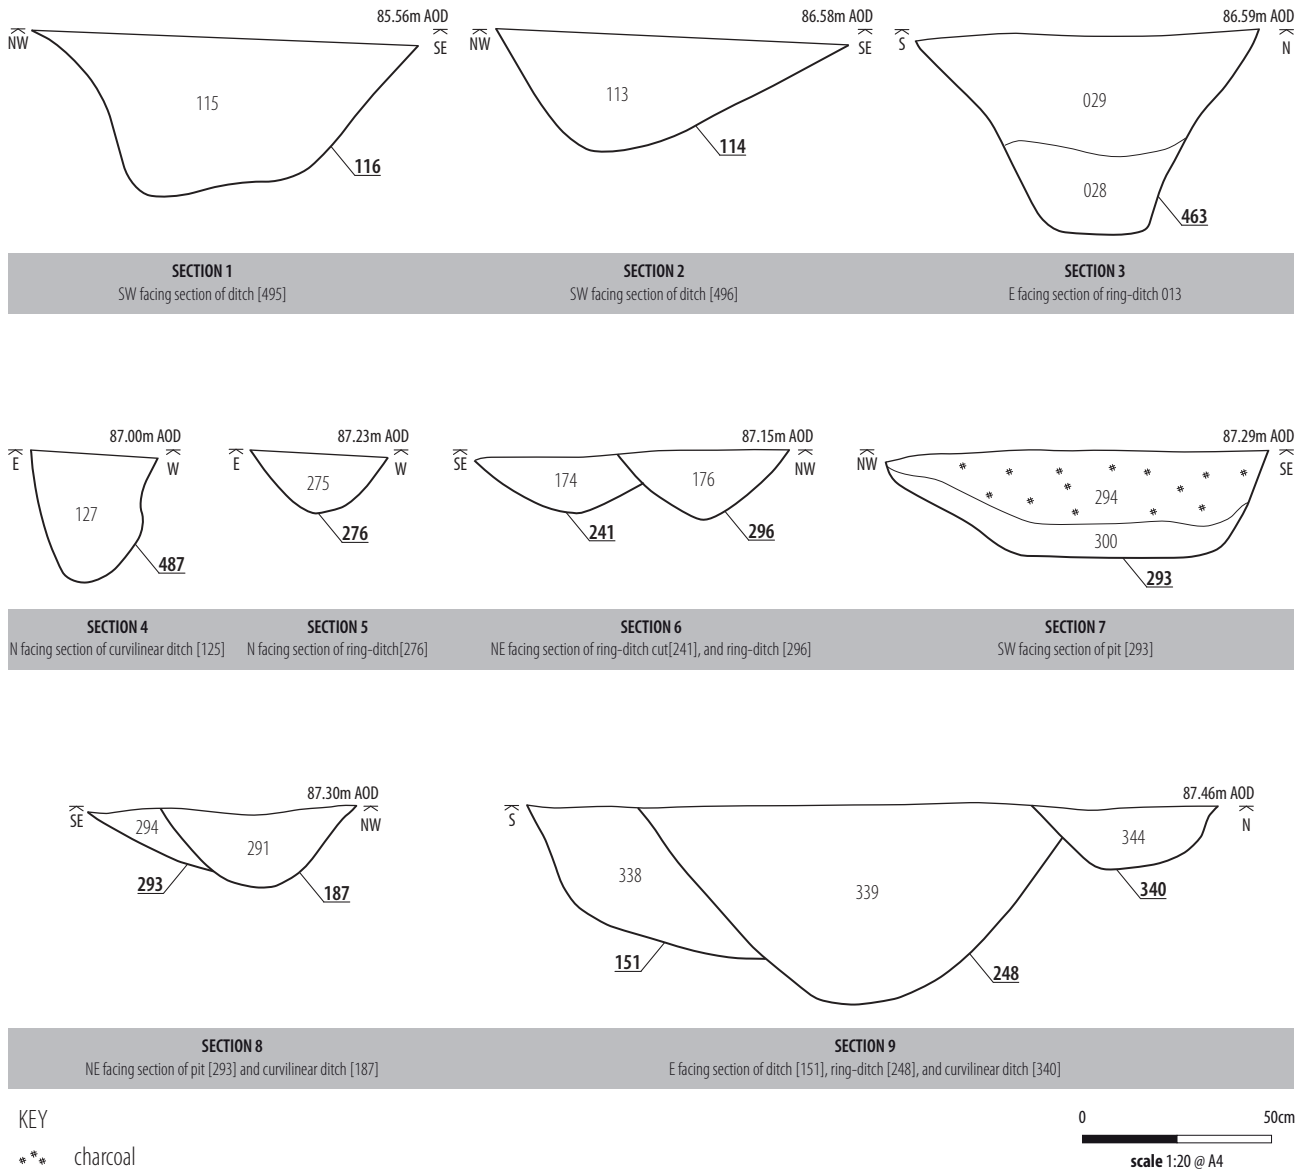 85.56m AOD
NW
SE
115
116
86.58m AOD
NW
SE
113
114
86.59m AOD
S
N
029
028
463
SECTION 1
SW facing section of ditch [495]
SECTION 2
SW facing section of ditch [496]
SECTION 3
E facing section of ring-ditch 013
87.00m AOD
E
W
127
487
87.23m AOD
E
W
275
276
87.15m AOD
SE
NW
174
176
241
296
87.29m AOD
NW
SE
294
300
293
SECTION 4
N facing section of curvilinear ditch [125]
SECTION 5
N facing section of ring-ditch[276]
SECTION 6
NE facing section of ring-ditch cut[241], and ring-ditch [296]
SECTION 7
SW facing section of pit [293]
87.30m AOD
SE
NW
294
291
293
187
87.46m AOD
S
N
338
339
344
340
151
248
SECTION 8
NE facing section of pit [293] and curvilinear ditch [187]
SECTION 9
E facing section of ditch [151], ring-ditch [248], and curvilinear ditch [340]
KEY
charcoal
0 50cm
scale 1:20 @ A4